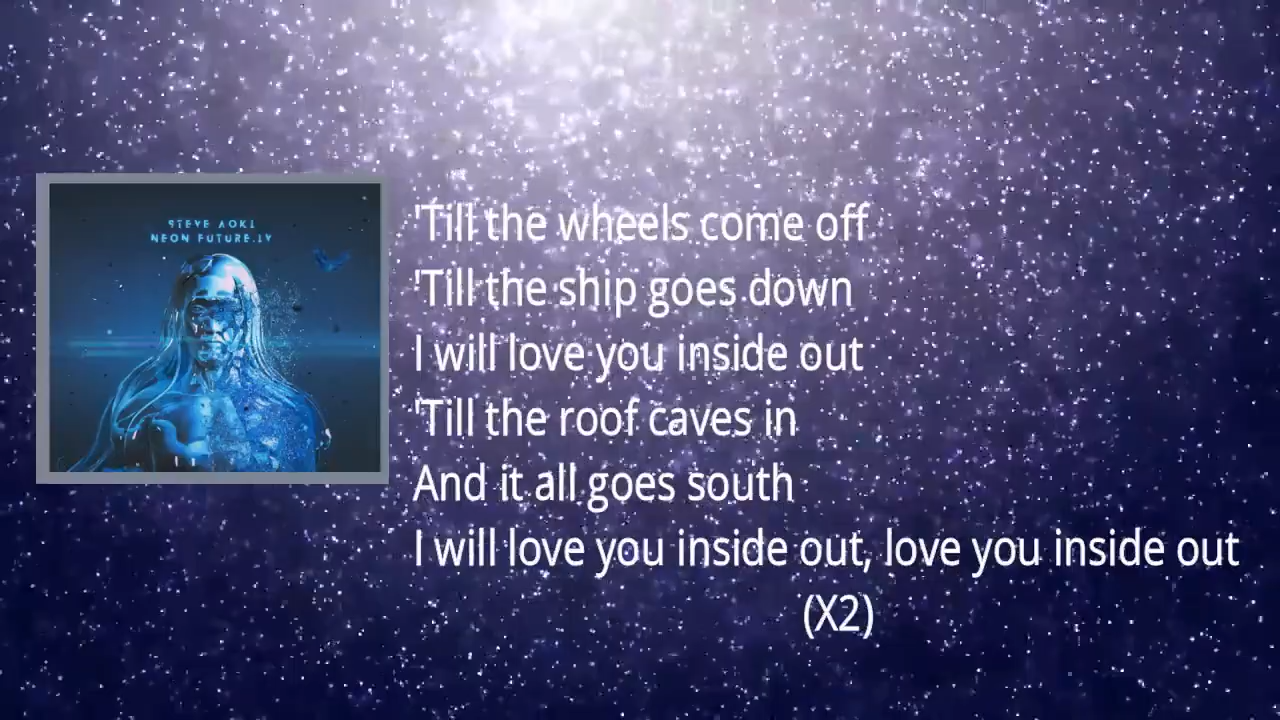 STEVE AOKI
NEON FUTURE.IV
'Till the wheels come off
'Till the ship goes down
I will love you inside out
'Till the roof caves in
And it all goes south
I will love you inside out, love you inside out
(X2)